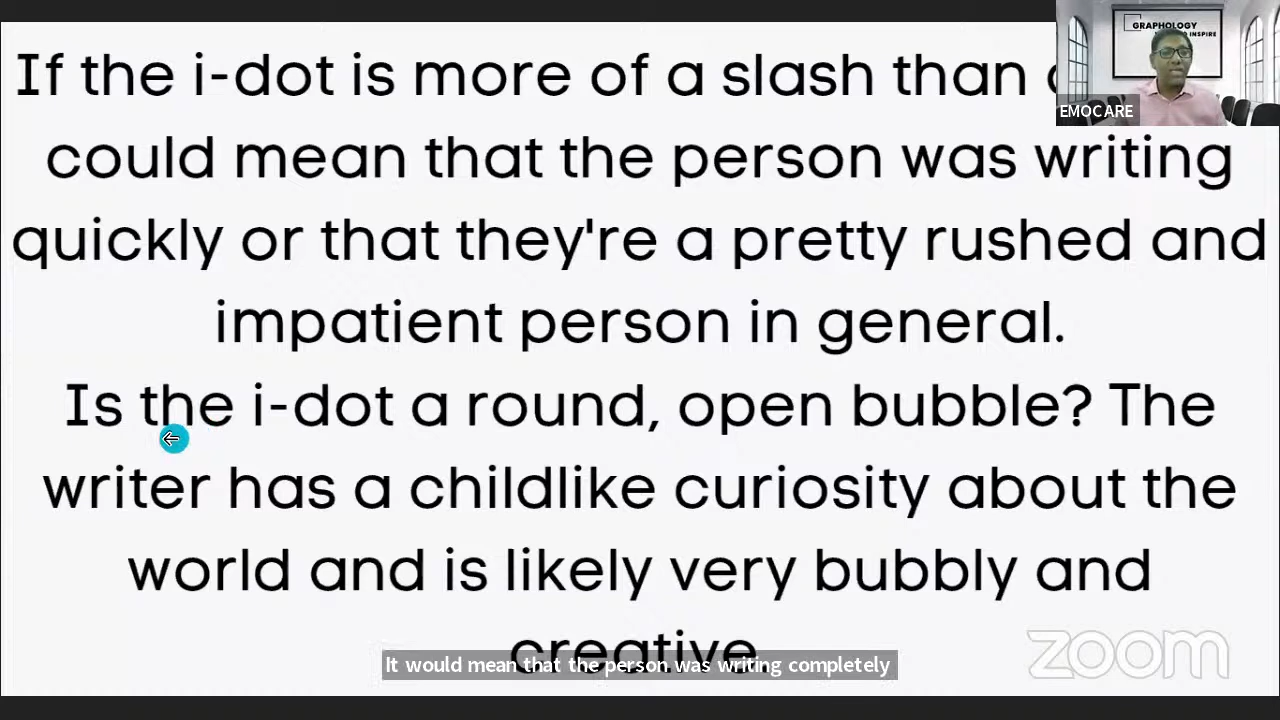 If the i-dot is more of a slash than
could mean that the person was writing
quickly or that they're a pretty rushed and
impatient person in general.
Is the i-dot a round, open bubble? The
writer has a childlike curiosity about the
world and is likely very bubbly and
creative.
It would mean that the person was writing completely
GRAPHOLOGY
INSPIRE
EMOCARE
zoom